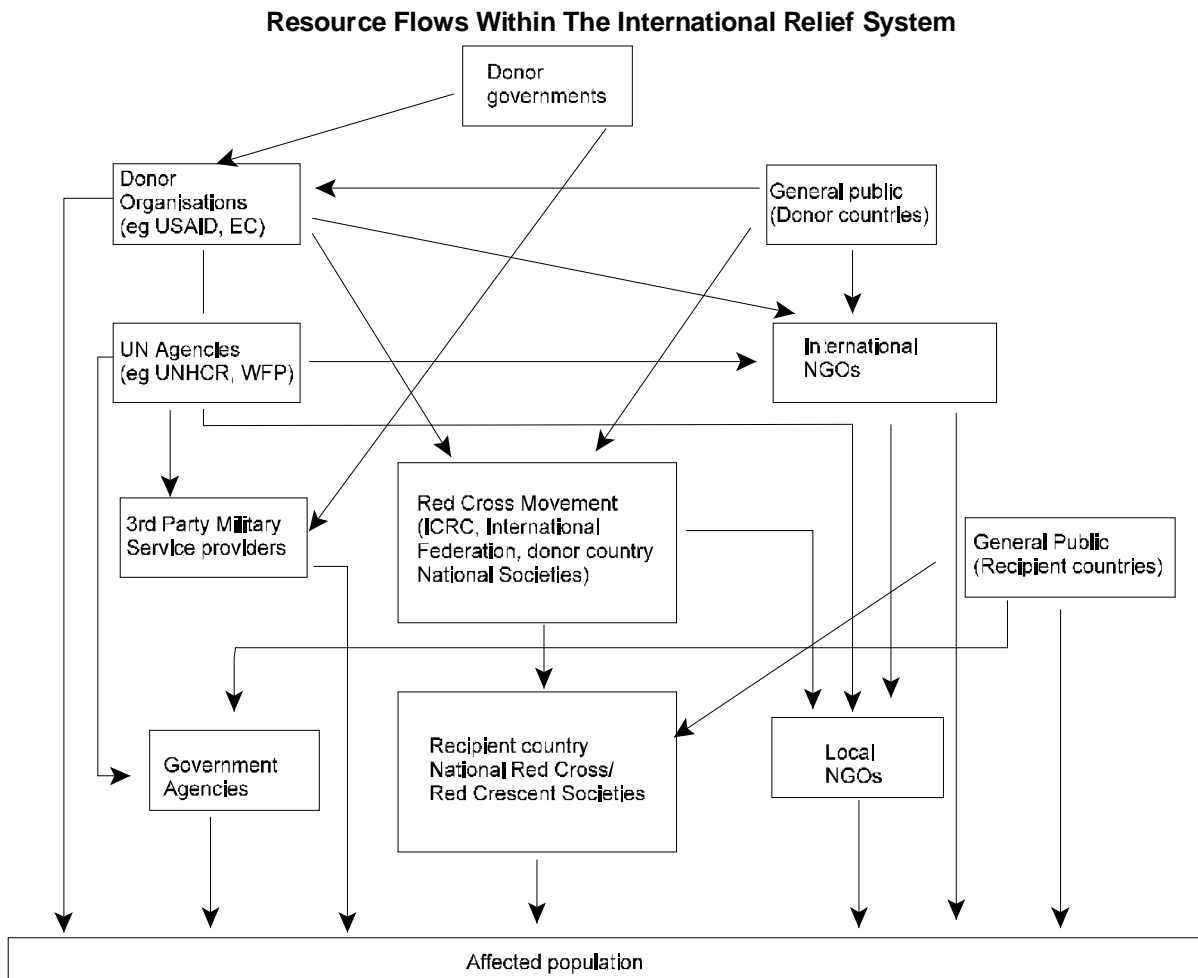 Resource Flows Within The International Relief System
Donor
governments
Donor
Organisations
(eg USAID, EC)
General public
(Donor countries)
UN Agencies
(eg UNHCR, WFP)
International
NGOs
3rd Party Military
Service providers
Red Cross Movement
(ICRC, International
Federation, donor country
National Societies)
General Public
(Recipient countries)
Government
Agencies
Recipient country
National Red Cross/
Red Crescent Societies
Local
NGOs
Affected population